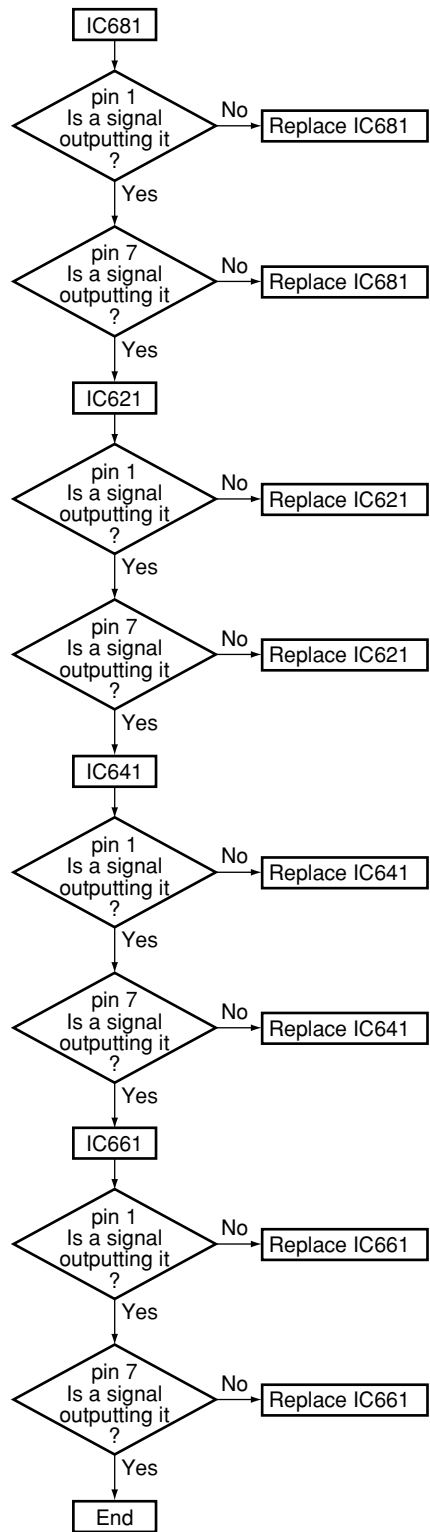 IC681
pin 1
Is a signal
outputting it
?
No
Replace IC681
Yes
pin 7
Is a signal
outputting it
?
No
Replace IC681
Yes
IC621
pin 1
Is a signal
outputting it
?
No
Replace IC621
Yes
pin 7
Is a signal
outputting it
?
No
Replace IC621
Yes
IC641
pin 1
Is a signal
outputting it
?
No
Replace IC641
Yes
pin 7
Is a signal
outputting it
?
No
Replace IC641
Yes
IC661
pin 1
Is a signal
outputting it
?
No
Replace IC661
Yes
pin 7
Is a signal
outputting it
?
No
Replace IC661
Yes
End